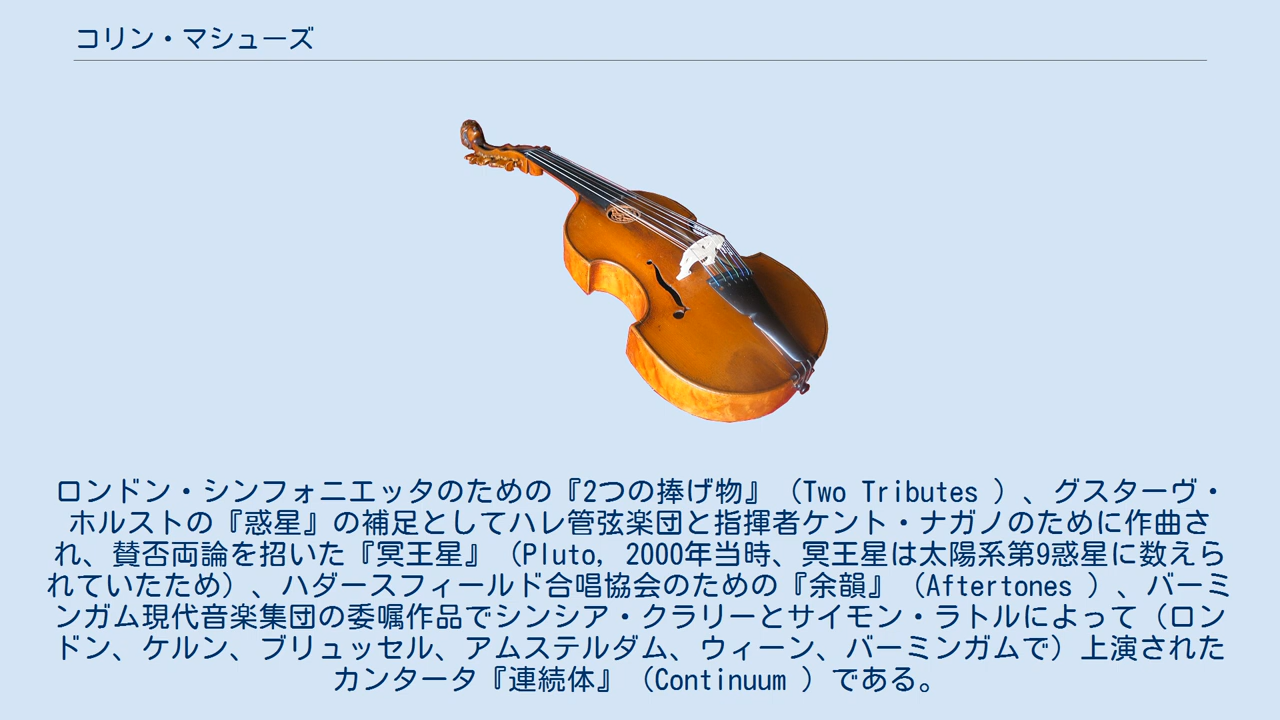 コリン・マシューズ
ロンドン・シンフォニエッタのための『2つの捧げ物』（Two Tributes ）、グスターヴ・
ホルストの『惑星』の補足としてハレ管弦楽団と指揮者ケント・ナガノのために作曲さ
れ、賛否両論を招いた『冥王星』（Pluto, 2000年当時、冥王星は太陽系第9惑星に数えら
れていたため）、ハダースフィールド合唱協会のための『余韻』（Aftertones ）、バーミ
ンガム現代音楽集団の委嘱作品でシンシア・クラリーとサイモン・ラトルによって（ロン
ドン、ケルン、ブリュッセル、アムステルダム、ウィーン、バーミンガムで）上演された
カンタータ『連続体』（Continuum ）である。